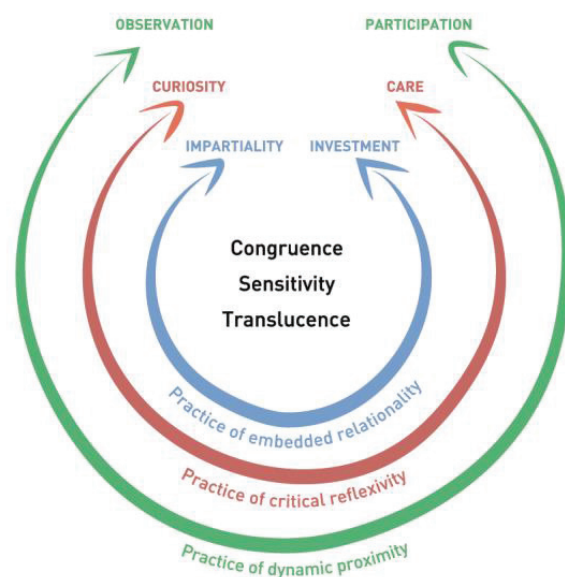 OBSERVATION
PARTICIPATION
CURIOSITY
CARE
IMPARTIALITY
INVESTMENT
Congruence
Sensitivity
Translucence
Practice of embedded relationality
Practice of critical reflexivity
Practice of dynamic proximity